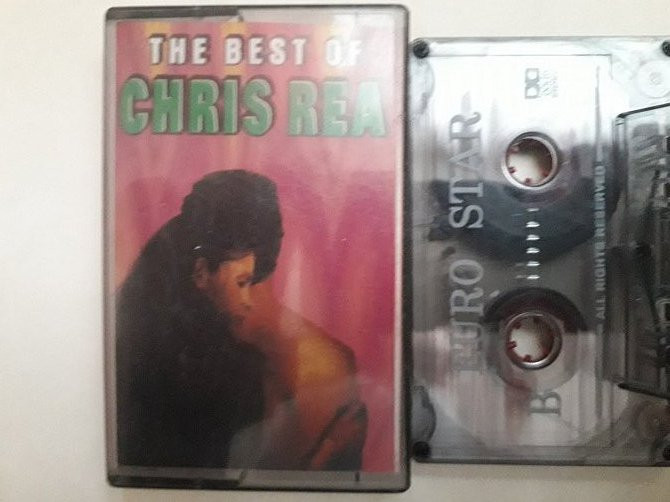 THE BEST OF
CHRIS REA
EURO STAR
B
ALL RIGHTS RESERVED